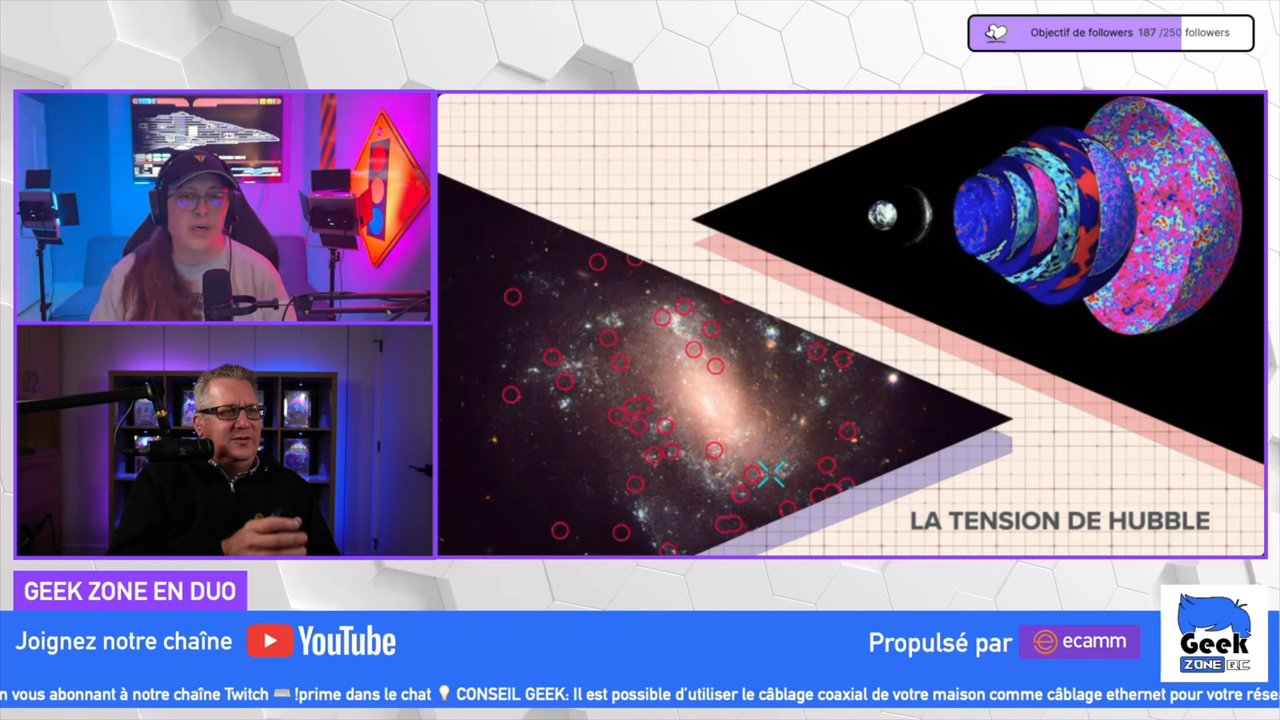 Objectif de followers 187 /250 followers
LA TENSION DE HUBBLE
GEEK ZONE EN DUO
Joignez notre chaîne YouTube
Propulsé par ecamm
Geek
ZONE QC
n vous abonnant à notre chaîne Twitch !prime dans le chat CONSEIL GEEK: Il est possible d'utiliser le câblage coaxial de votre maison comme câblage ethernet pour votre rése